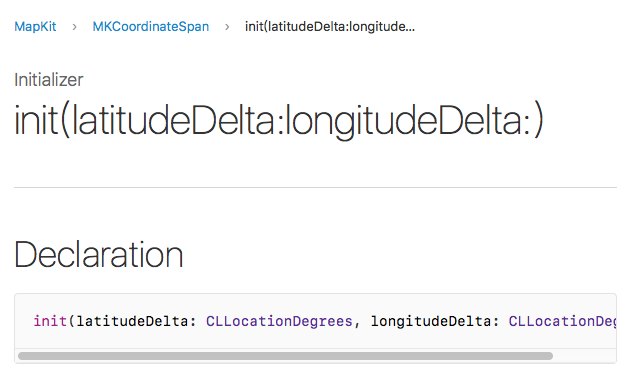 MapKit > MKCoordinateSpan > init(latitudeDelta:longitude...
Initializer
init(latitudeDelta:longitudeDelta:)
Declaration
init(latitudeDelta: CLLocationDegrees, longitudeDelta: CLLocationDeg